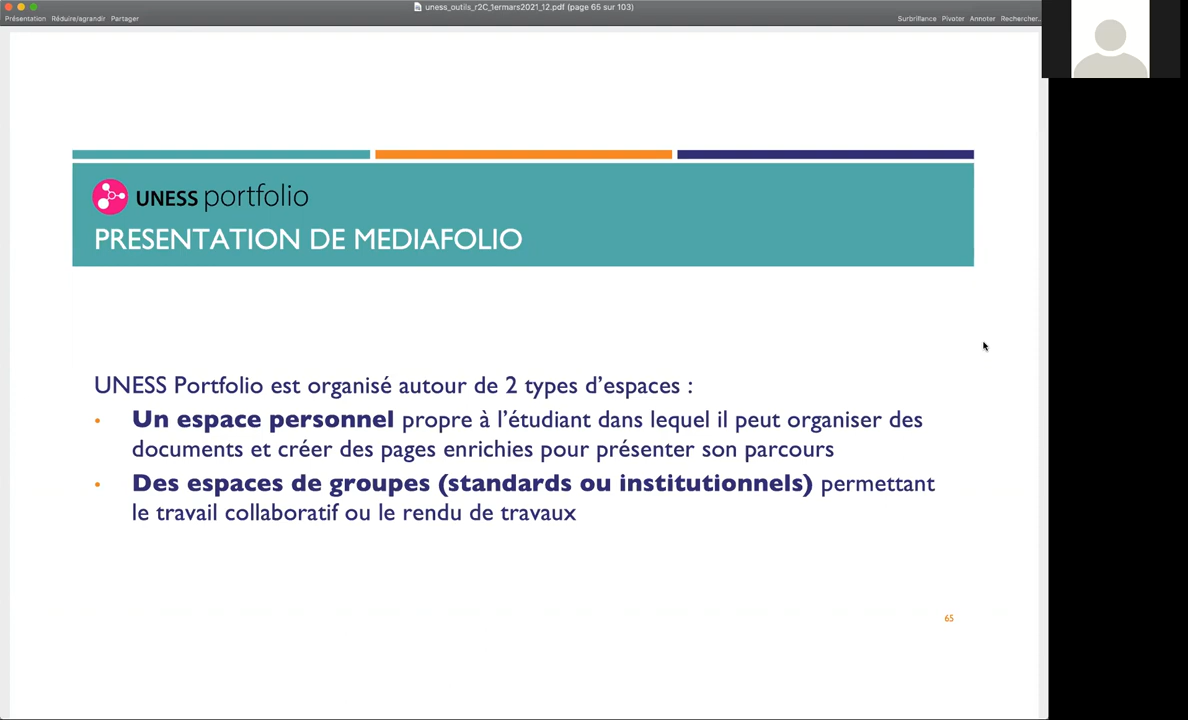 uness_outils_r2C_1ermars2021_12.pdf (page 65 sur 103)
Présentation Réduire/agrandir Partager
Surbrillance Pivoter Annoter Rechercher...
UNESS portfolio
PRESENTATION DE MEDIAFOLIO
UNESS Portfolio est organisé autour de 2 types d’espaces :
• Un espace personnel propre à l’étudiant dans lequel il peut organiser des
documents et créer des pages enrichies pour présenter son parcours
• Des espaces de groupes (standards ou institutionnels) permettant
le travail collaboratif ou le rendu de travaux
65